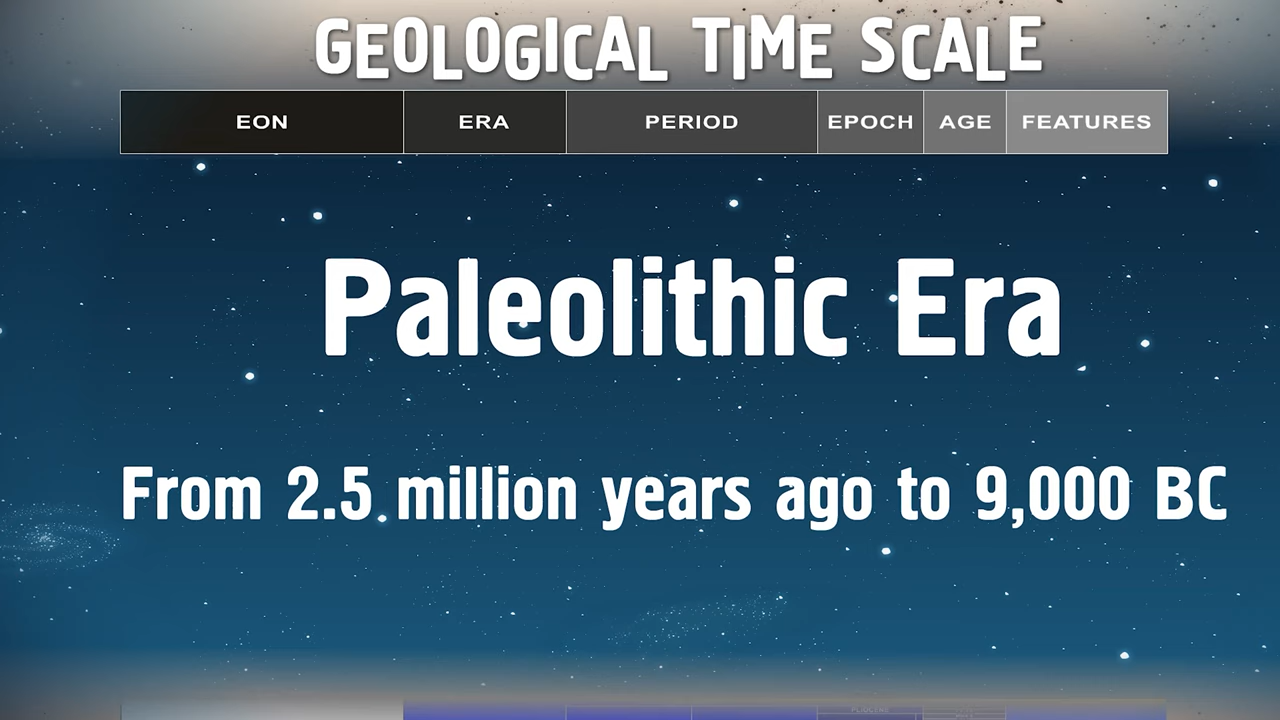 GEOLOGICAL TIME SCALE
EON ERA PERIOD EPOCH AGE FEATURES
Paleolithic Era
From 2.5 million years ago to 9,000 BC